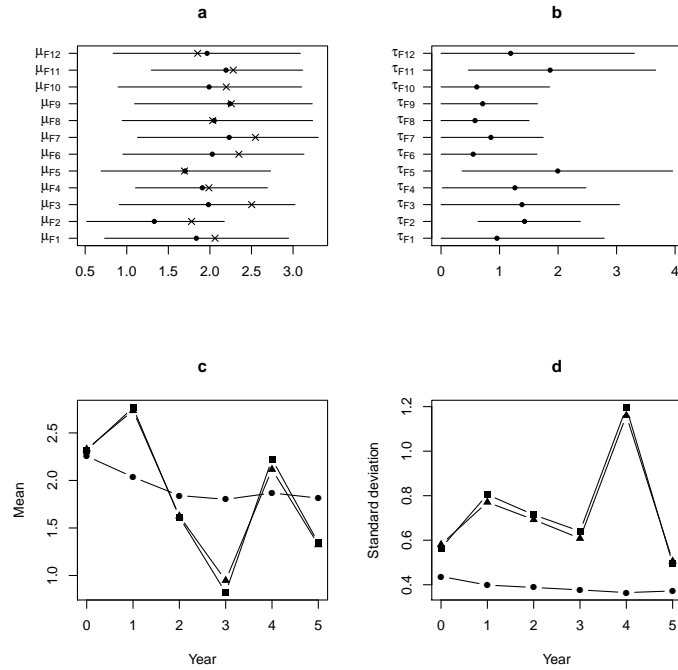 a
μF12
μF11
μF10
μF9
μF8
μF7
μF6
μF5
μF4
μF3
μF2
μF1
0.5 1.0 1.5 2.0 2.5 3.0
b
τF12
τF11
τF10
τF9
τF8
τF7
τF6
τF5
τF4
τF3
τF2
τF1
0 1 2 3 4
c
Mean
2.5
2.0
1.5
1.0
0 1 2 3 4 5
Year
d
Standard deviation
1.2
1.0
0.8
0.6
0.4
0 1 2 3 4 5
Year